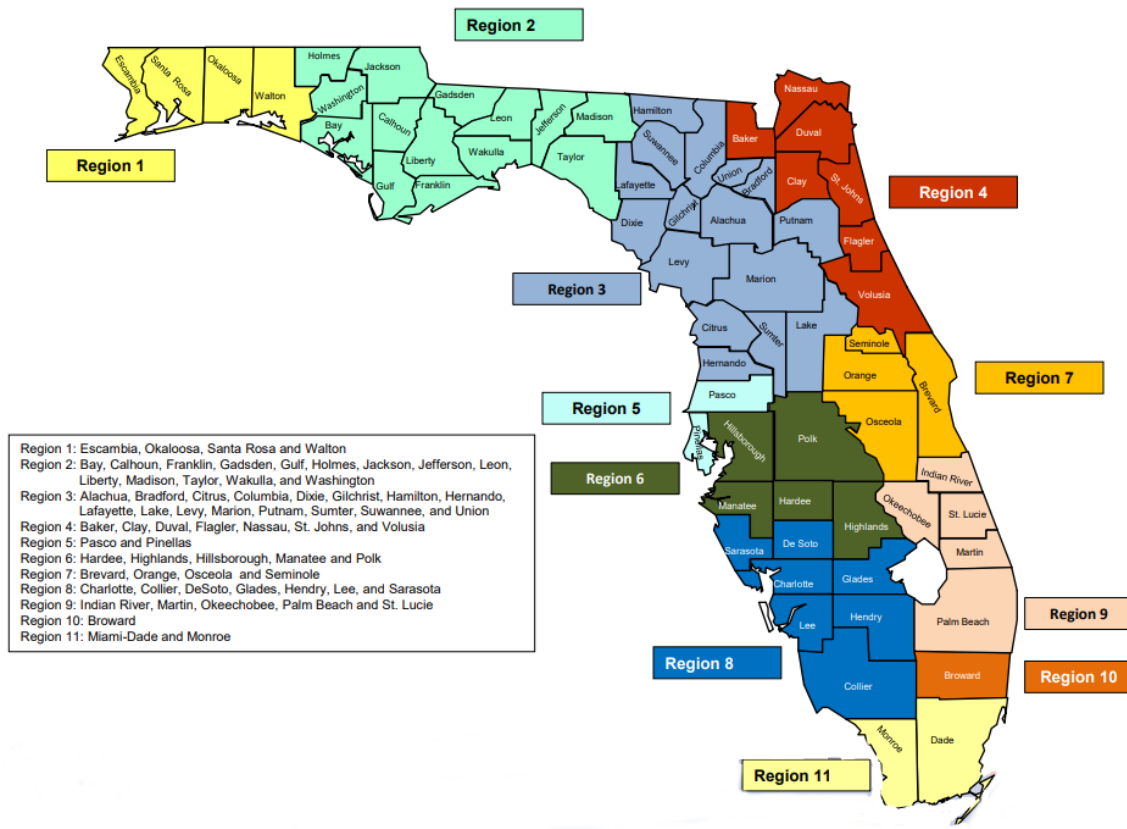 Region 2
Holmes
Jackson
Escambia
Santa Rosa
Okaloosa
Walton
Washington
Bay
Calhoun
Gadsden
Leon
Jefferson
Madison
Hamilton
Nassau
Duval
Baker
Suwannee
Columbia
Liberty
Wakulla
Taylor
Gulf
Franklin
Lafayette
Union
Bradford
Clay
St. Johns
Region 1
Region 4
Dixie
Gilchrist
Alachua
Putnam
Flagler
Levy
Marion
Region 3
Volusia
Citrus
Sumter
Lake
Seminole
Hernando
Orange
Brevard
Region 7
Pasco
Region 5
Pinellas
Hillsborough
Polk
Osceola
Region 6
Indian River
Manatee
Hardee
Okeechobee
St. Lucie
Highlands
Sarasota
De Soto
Martin
Charlotte
Glades
Lee
Hendry
Palm Beach
Region 9
Region 8
Collier
Broward
Region 10
Monroe
Dade
Region 11
Region 1: Escambia, Okaloosa, Santa Rosa and Walton
Region 2: Bay, Calhoun, Franklin, Gadsden, Gulf, Holmes, Jackson, Jefferson, Leon,
Liberty, Madison, Taylor, Wakulla, and Washington
Region 3: Alachua, Bradford, Citrus, Columbia, Dixie, Gilchrist, Hamilton, Hernando,
Lafayette, Lake, Levy, Marion, Putnam, Sumter, Suwannee, and Union
Region 4: Baker, Clay, Duval, Flagler, Nassau, St. Johns, and Volusia
Region 5: Pasco and Pinellas
Region 6: Hardee, Highlands, Hillsborough, Manatee and Polk
Region 7: Brevard, Orange, Osceola and Seminole
Region 8: Charlotte, Collier, DeSoto, Glades, Hendry, Lee, and Sarasota
Region 9: Indian River, Martin, Okeechobee, Palm Beach and St. Lucie
Region 10: Broward
Region 11: Miami-Dade and Monroe